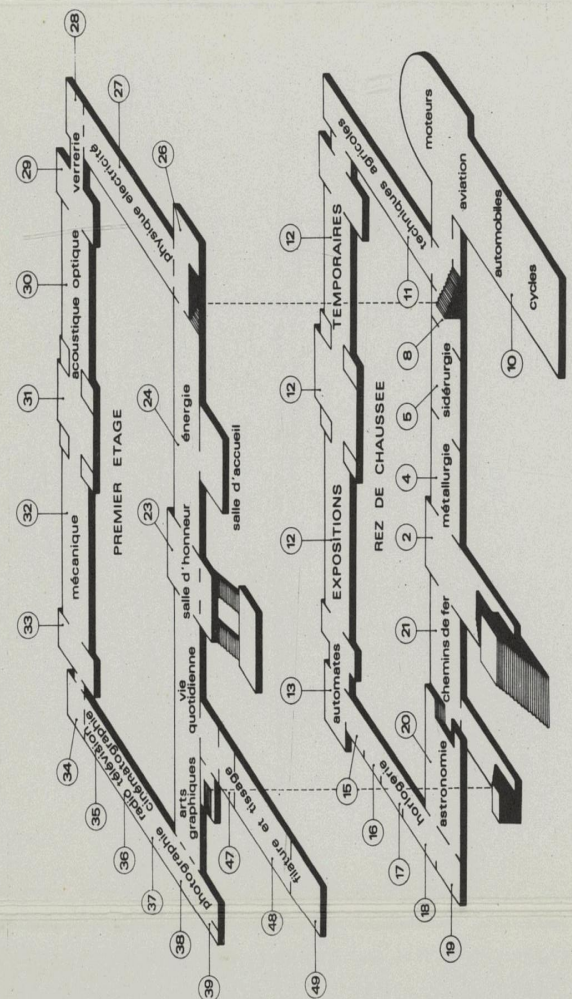 28
29
verrerie
27
physique électricité
26
30
acoustique optique
31
24
énergie
PREMIER ETAGE
salle d'accueil
32
mécanique
23
salle d'honneur
33
vie
quotidienne
34
35
radio télévision
cinématographie
36
37
photographie
38
39
arts
graphiques
47
filature et tissage
48
49
techniques agricoles
12
TEMPORAIRES
11
moteurs
aviation
automobiles
cycles
10
8
12
5
sidérurgie
REZ DE CHAUSSEE
4
métallurgie
12
EXPOSITIONS
2
21
chemins de fer
13
automates
20
astronomie
15
16
horlogerie
17
18
19